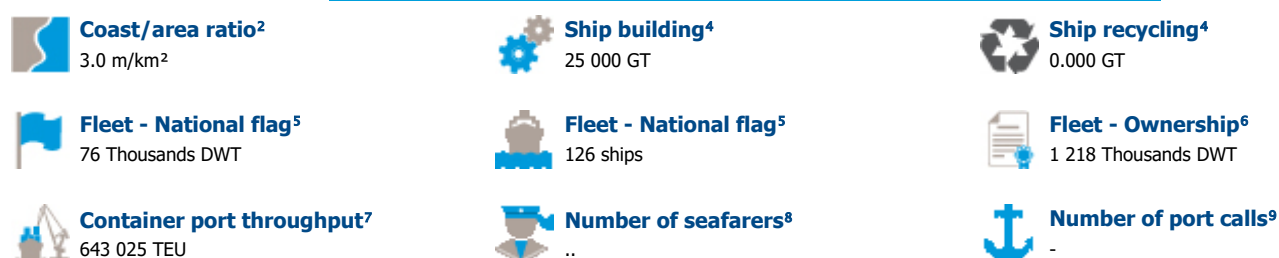 Coast/area ratio²
3.0 m/km²
Ship building⁴
25 000 GT
Ship recycling⁴
0.000 GT
Fleet - National flag⁵
76 Thousands DWT
Fleet - National flag⁵
126 ships
Fleet - Ownership⁶
1 218 Thousands DWT
Container port throughput⁷
643 025 TEU
Number of seafarers⁸
..
Number of port calls⁹
-